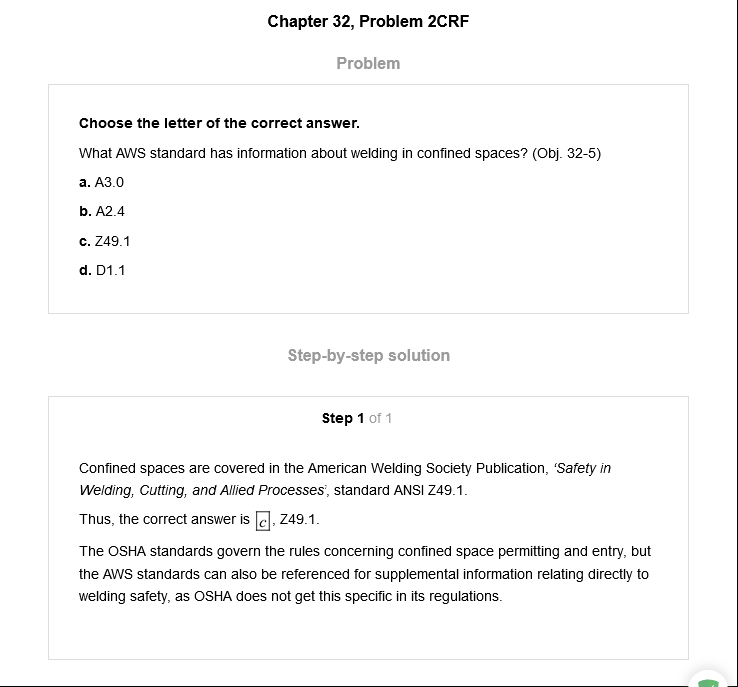 Chapter 32, Problem 2CRF
Problem
Choose the letter of the correct answer.
What AWS standard has information about welding in confined spaces? (Obj. 32-5)
a. A3.0
b. A2.4
c. Z49.1
d. D1.1
Step-by-step solution
Step 1 of 1
Confined spaces are covered in the American Welding Society Publication, ‘Safety in
Welding, Cutting, and Allied Processes’, standard ANSI Z49.1.
Thus, the correct answer is c, Z49.1.
The OSHA standards govern the rules concerning confined space permitting and entry, but
the AWS standards can also be referenced for supplemental information relating directly to
welding safety, as OSHA does not get this specific in its regulations.